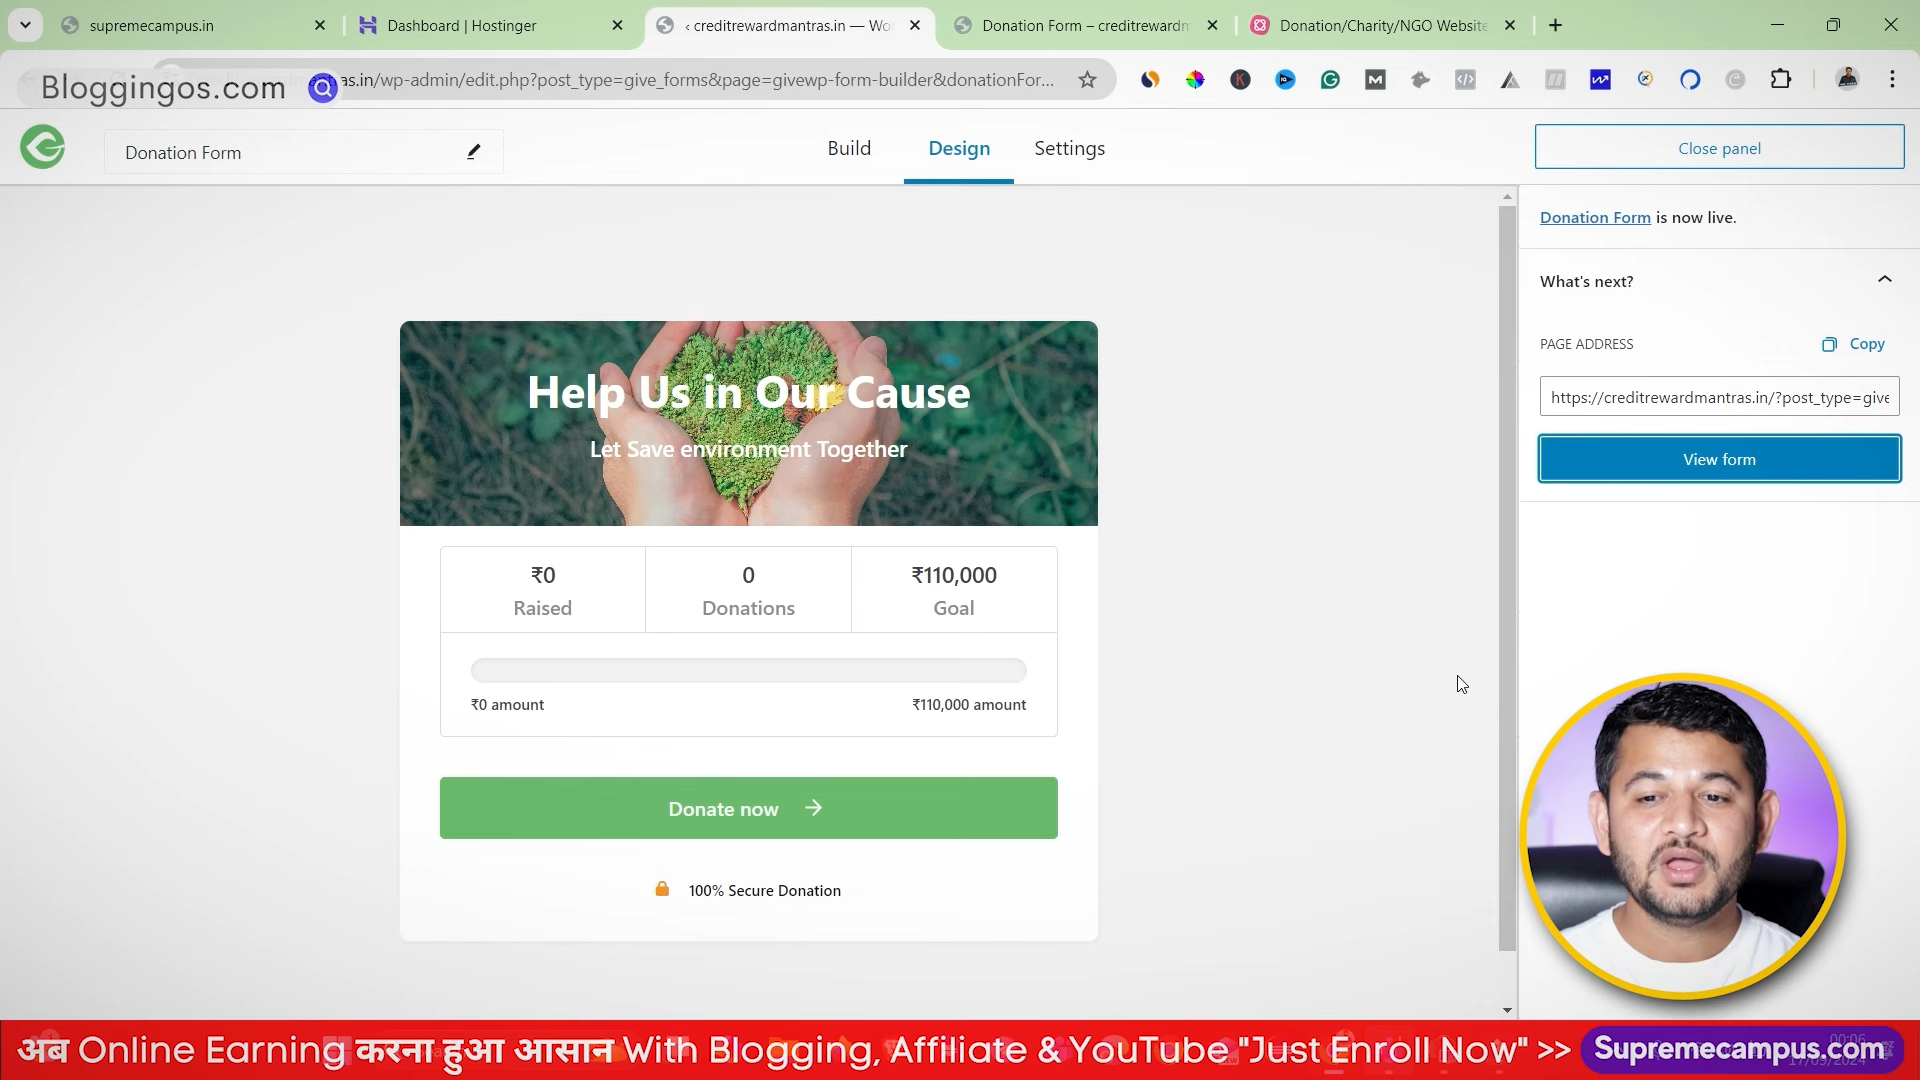 supremecampus.in
Dashboard | Hostinger
‹ creditrewardmantras.in — Wo
Donation Form – creditrewardm
Donation/Charity/NGO Website
Bloggingos.com
as.in/wp-admin/edit.php?post_type=give_forms&page=givewp-form-builder&donationFor...
Donation Form
Build
Design
Settings
Close panel
Donation Form is now live.
What's next?
PAGE ADDRESS
Copy
https://creditrewardmantras.in/?post_type=give
View form
Help Us in Our Cause
Let Save environment Together
₹0
Raised
0
Donations
₹110,000
Goal
₹0 amount
₹110,000 amount
Donate now
100% Secure Donation
अब Online Earning करना हुआ आसान With Blogging, Affiliate & YouTube "Just Enroll Now" >>
Supremecampus.com